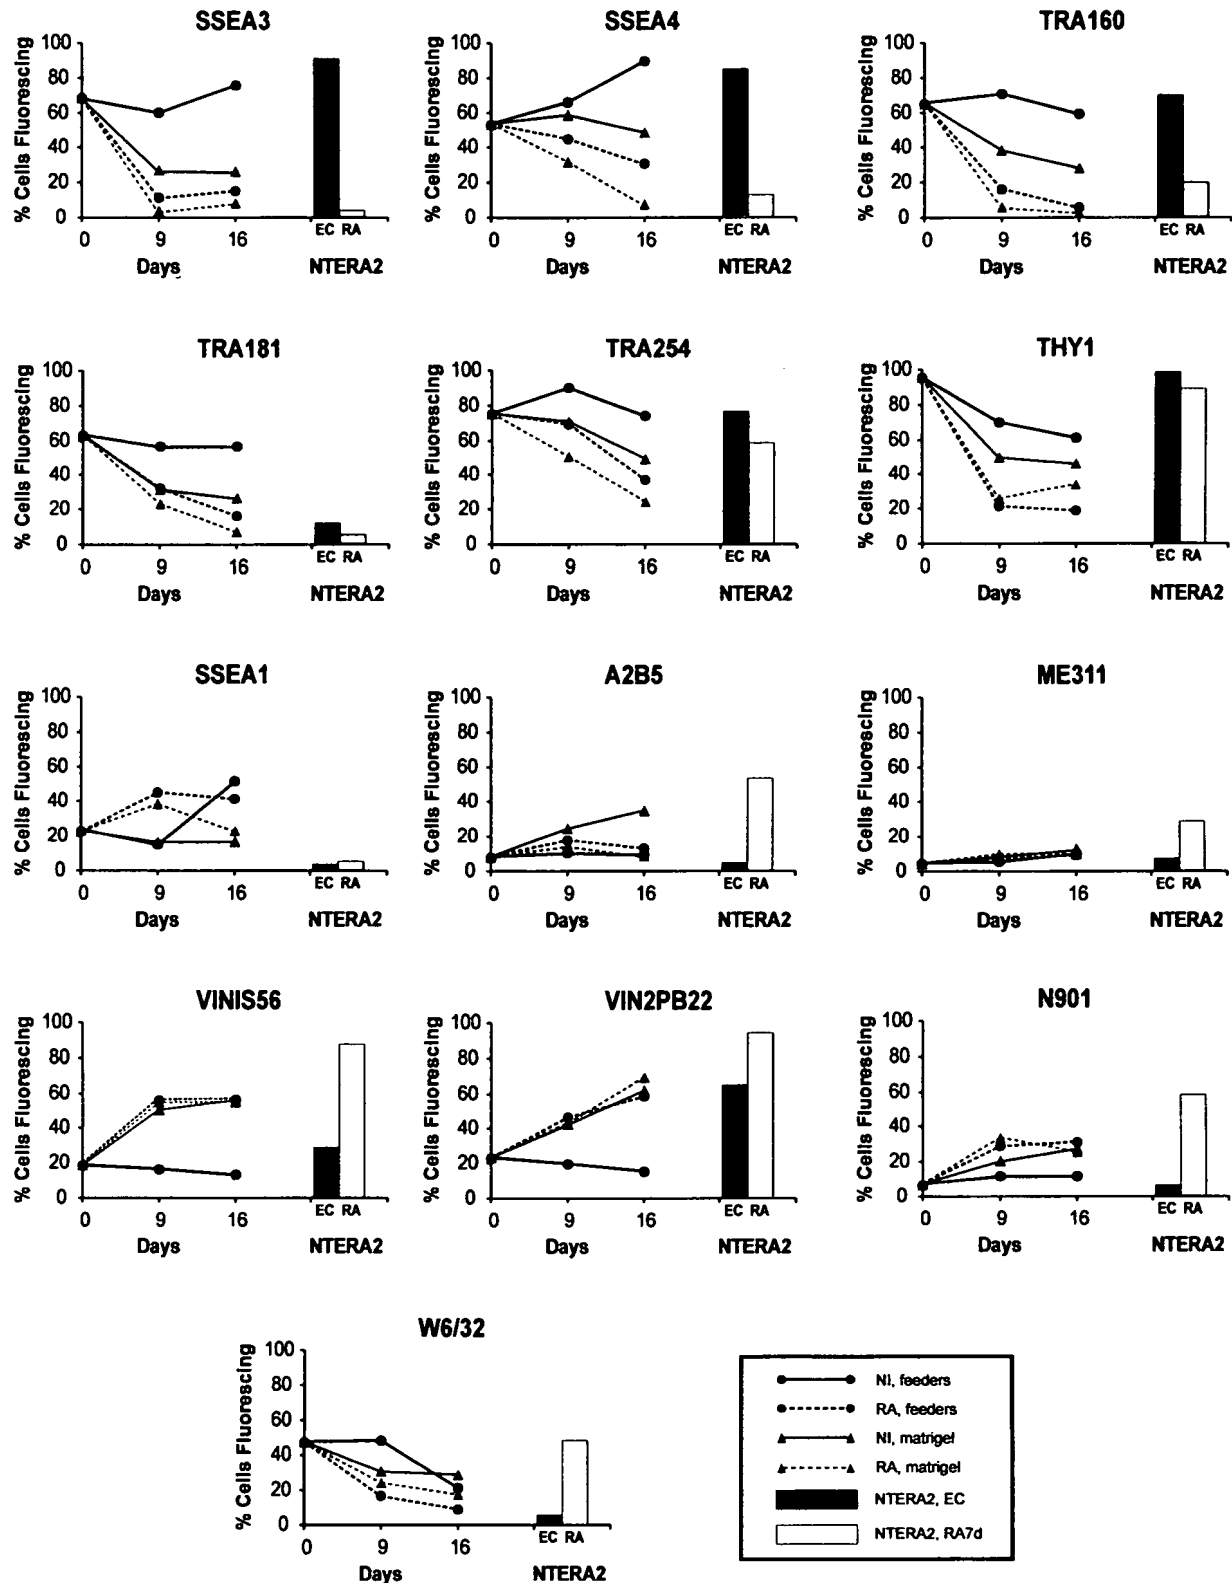 SSEA3
% Cells Fluorescing
100
80
60
40
20
0
0 9 16
EC RA
Days
NTERA2
SSEA4
% Cells Fluorescing
100
80
60
40
20
0
0 9 16
EC RA
Days
NTERA2
TRA160
% Cells Fluorescing
100
80
60
40
20
0
0 9 16
EC RA
Days
NTERA2
TRA181
% Cells Fluorescing
100
80
60
40
20
0
0 9 16
EC RA
Days
NTERA2
TRA254
% Cells Fluorescing
100
80
60
40
20
0
0 9 16
EC RA
Days
NTERA2
THY1
% Cells Fluorescing
100
80
60
40
20
0
0 9 16
EC RA
Days
NTERA2
SSEA1
% Cells Fluorescing
100
80
60
40
20
0
0 9 16
EC RA
Days
NTERA2
A2B5
% Cells Fluorescing
100
80
60
40
20
0
0 9 16
EC RA
Days
NTERA2
ME311
% Cells Fluorescing
100
80
60
40
20
0
0 9 16
EC RA
Days
NTERA2
VINIS56
% Cells Fluorescing
100
80
60
40
20
0
0 9 16
EC RA
Days
NTERA2
VIN2PB22
% Cells Fluorescing
100
80
60
40
20
0
0 9 16
EC RA
Days
NTERA2
N901
% Cells Fluorescing
100
80
60
40
20
0
0 9 16
EC RA
Days
NTERA2
W6/32
% Cells Fluorescing
100
80
60
40
20
0
0 9 16
EC RA
Days
NTERA2
NI, feeders
RA, feeders
NI, matrigel
RA, matrigel
NTERA2, EC
NTERA2, RA7d